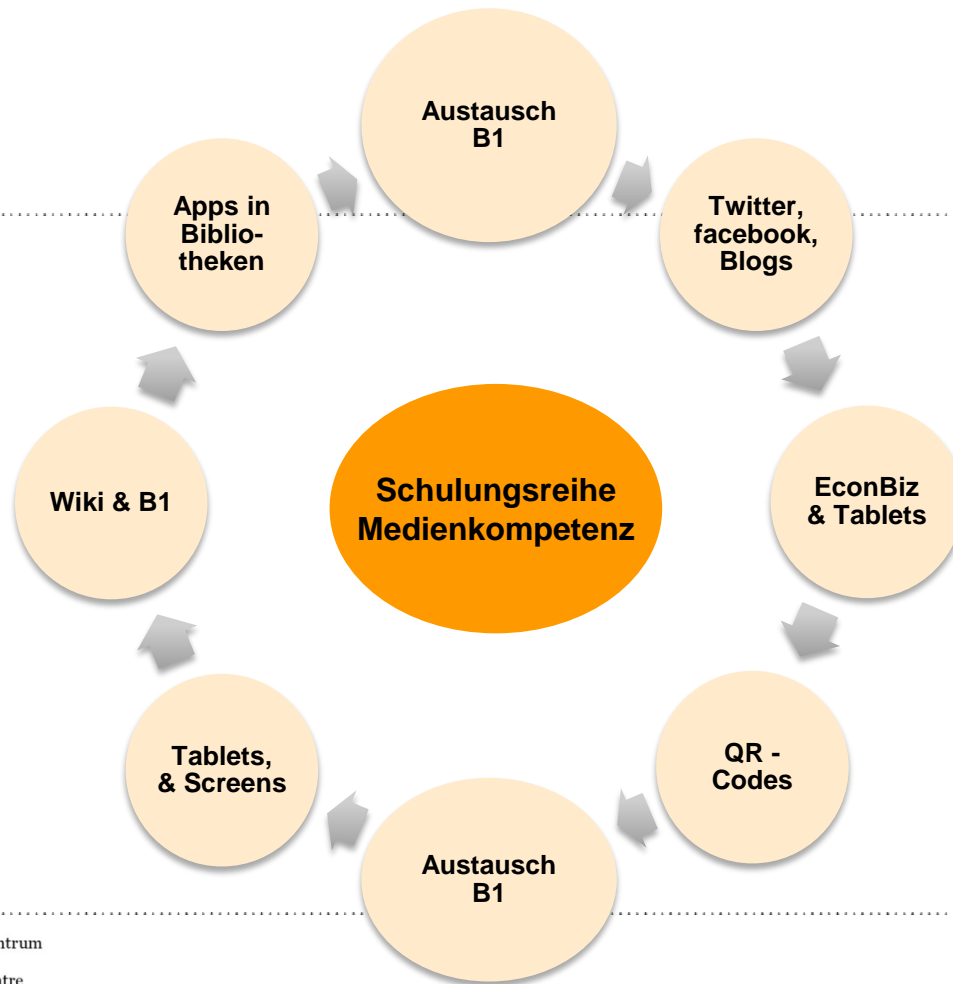 Austausch
B1
Twitter,
facebook,
Blogs
EconBiz
& Tablets
QR -
Codes
Austausch
B1
Tablets,
& Screens
Wiki & B1
Apps in
Biblio-
theken
Schulungsreihe
Medienkompetenz
ntrum